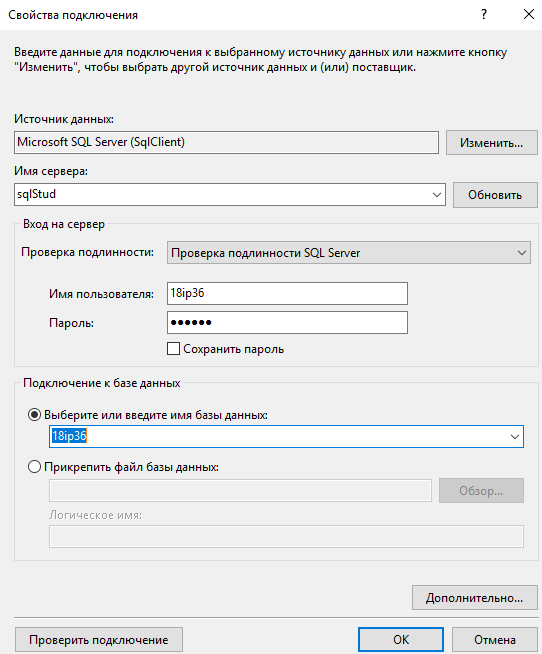 Свойства подключения
Введите данные для подключения к выбранному источнику данных или нажмите кнопку
"Изменить", чтобы выбрать другой источник данных и (или) поставщик.
Источник данных:
Microsoft SQL Server (SqlClient)
Изменить...
Имя сервера:
sqlStud
Обновить
Вход на сервер
Проверка подлинности:
Проверка подлинности SQL Server
Имя пользователя:
18ip36
Пароль:
●●●●●●
Сохранить пароль
Подключение к базе данных
Выберите или введите имя базы данных:
18ip36
Прикрепить файл базы данных:
Обзор...
Логическое имя:
Дополнительно...
Проверить подключение
ОК
Отмена